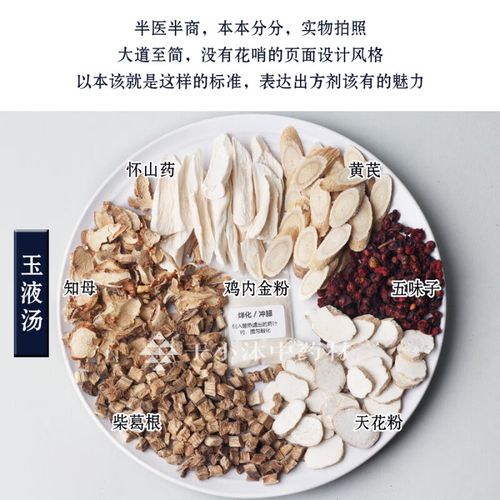 半医半商，本本分分，实物拍照
大道至简，没有花哨的页面设计风格
以本该就是这样的标准，表达出方剂该有的魅力
怀山药
黄芪
玉液汤
知母
鸡内金粉
五味子
烊化 / 冲服
柴葛根
天花粉